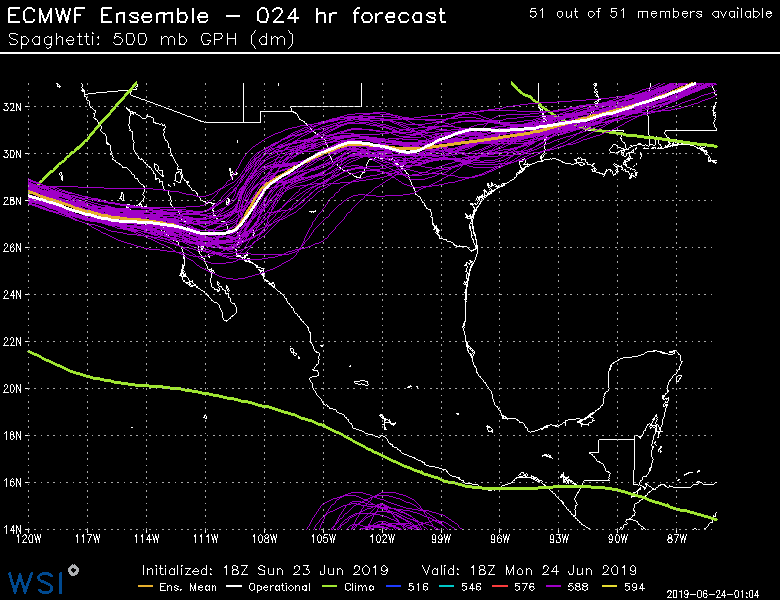 ECMWF Ensemble – 024 hr forecast
51 out of 51 members available
Spaghetti: 500 mb GPH (dm)
32N
30N
28N
26N
24N
22N
20N
18N
16N
14N
120W 117W 114W 111W 108W 105W 102W 99W 96W 93W 90W 87W
Initialized: 18Z Sun 23 Jun 2019 Valid: 18Z Mon 24 Jun 2019
WSI
Ens. Mean Operational Climo 516 546 576 588 594
2019-06-24-01:04